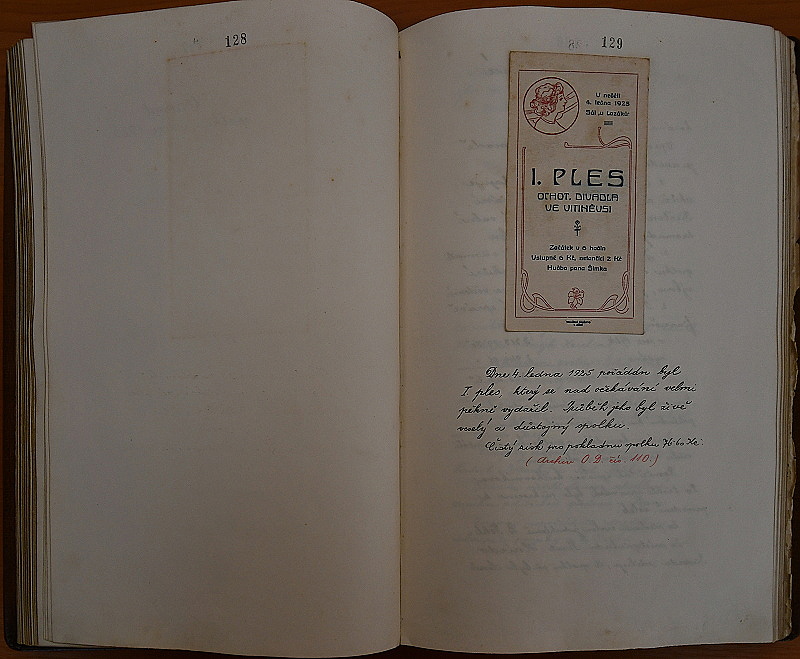 128
129
U neděli
4. ledna 1925
Sál u Lazákár
I. PLES
OCHOT. DIVADLA
VE VITINĚVSI
Začátek v 8 hodin
Vstupné 6 Kč, netančící 2 Kč
Hudba pana Šimka
Dne 4. ledna 1925 pořádán byl
I ples, který se nad očekávání velmi
pěkně vydařil. Průběh jeho byl živě
veselý a důstojný spolku.
Čistý zisk pro pokladnu spolku 76·60 Kč.
(Archiv O.D. čís. 110.)